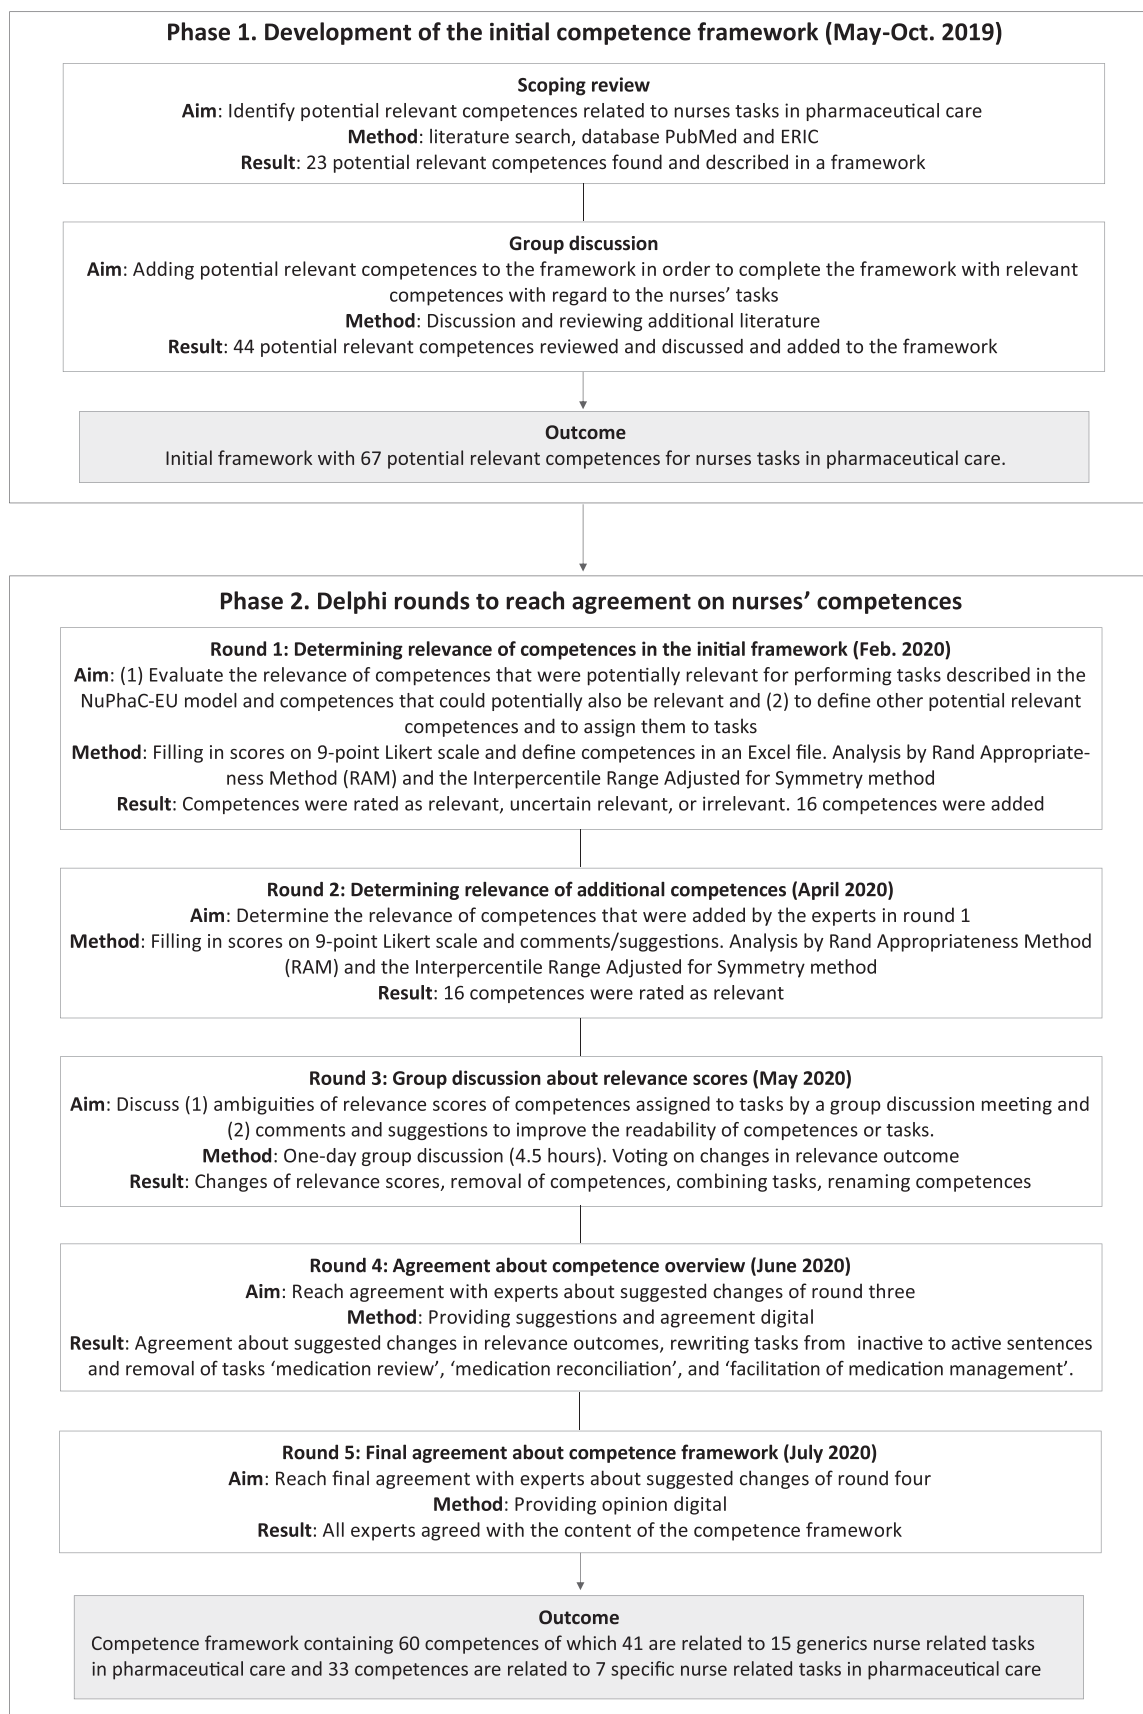 Phase 1. Development of the initial competence framework (May-Oct. 2019)
Scoping review
Aim: Identify potential relevant competences related to nurses tasks in pharmaceutical care
Method: literature search, database PubMed and ERIC
Result: 23 potential relevant competences found and described in a framework
Group discussion
Aim: Adding potential relevant competences to the framework in order to complete the framework with relevant
competences with regard to the nurses’ tasks
Method: Discussion and reviewing additional literature
Result: 44 potential relevant competences reviewed and discussed and added to the framework
Outcome
Initial framework with 67 potential relevant competences for nurses tasks in pharmaceutical care.
Phase 2. Delphi rounds to reach agreement on nurses’ competences
Round 1: Determining relevance of competences in the initial framework (Feb. 2020)
Aim: (1) Evaluate the relevance of competences that were potentially relevant for performing tasks described in the
NuPhaC-EU model and competences that could potentially also be relevant and (2) to define other potential relevant
competences and to assign them to tasks
Method: Filling in scores on 9-point Likert scale and define competences in an Excel file. Analysis by Rand Appropriate-
ness Method (RAM) and the Interpercentile Range Adjusted for Symmetry method
Result: Competences were rated as relevant, uncertain relevant, or irrelevant. 16 competences were added
Round 2: Determining relevance of additional competences (April 2020)
Aim: Determine the relevance of competences that were added by the experts in round 1
Method: Filling in scores on 9-point Likert scale and comments/suggestions. Analysis by Rand Appropriateness Method
(RAM) and the Interpercentile Range Adjusted for Symmetry method
Result: 16 competences were rated as relevant
Round 3: Group discussion about relevance scores (May 2020)
Aim: Discuss (1) ambiguities of relevance scores of competences assigned to tasks by a group discussion meeting and
(2) comments and suggestions to improve the readability of competences or tasks.
Method: One-day group discussion (4.5 hours). Voting on changes in relevance outcome
Result: Changes of relevance scores, removal of competences, combining tasks, renaming competences
Round 4: Agreement about competence overview (June 2020)
Aim: Reach agreement with experts about suggested changes of round three
Method: Providing suggestions and agreement digital
Result: Agreement about suggested changes in relevance outcomes, rewriting tasks from  inactive to active sentences
and removal of tasks ‘medication review’, ‘medication reconciliation’, and ‘facilitation of medication management’.
Round 5: Final agreement about competence framework (July 2020)
Aim: Reach final agreement with experts about suggested changes of round four
Method: Providing opinion digital
Result: All experts agreed with the content of the competence framework
Outcome
Competence framework containing 60 competences of which 41 are related to 15 generics nurse related tasks
in pharmaceutical care and 33 competences are related to 7 specific nurse related tasks in pharmaceutical care